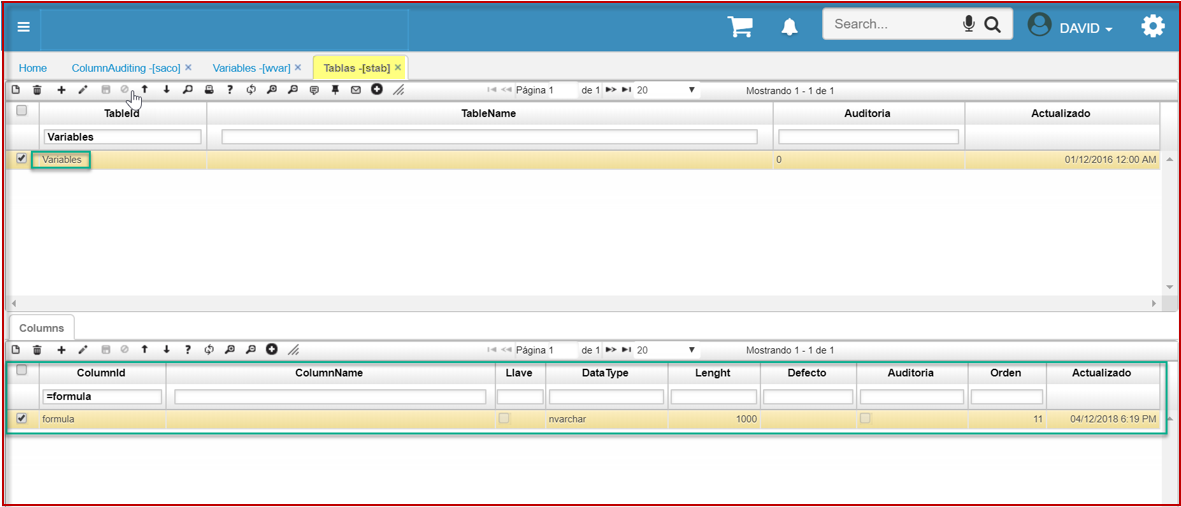 Search... DAVID
Home ColumnAuditing -[saco] × Variables -[wvar] × Tablas -[stab] ×
Página 1 de 1 20 Mostrando 1 - 1 de 1
TableId TableName Auditoria Actualizado
Variables
Variables 0 01/12/2016 12:00 AM
Columns
Página 1 de 1 20 Mostrando 1 - 1 de 1
ColumnId ColumnName Llave DataType Lenght Defecto Auditoria Orden Actualizado
=formula
formula nvarchar 1000 11 04/12/2018 6:19 PM